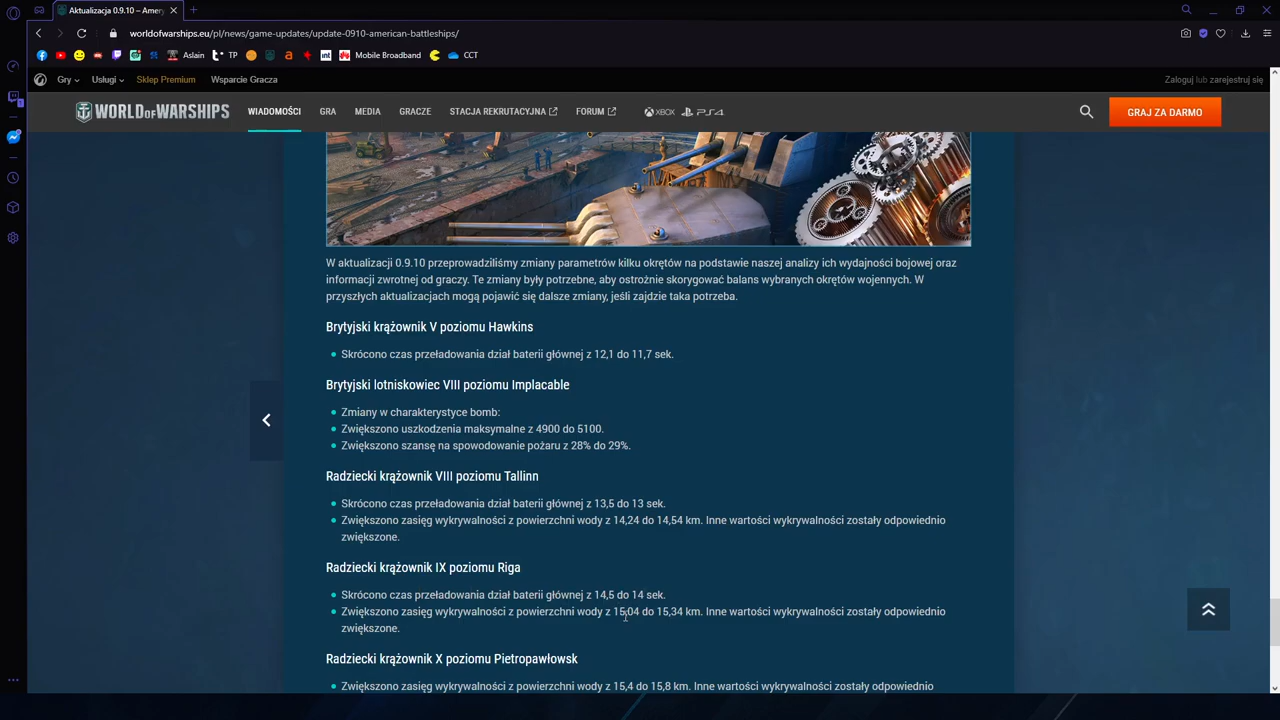 Aktualizacja 0.9.10 – Amery
worldofwarships.eu/pl/news/game-updates/update-0910-american-battleships/
Aslain TP int Mobile Broadband CCT
Gry Usługi Sklep Premium Wsparcie Gracza Zaloguj lub zarejestruj się
WORLD OF WARSHIPS WIADOMOŚCI GRA MEDIA GRACZE STACJA REKRUTACYJNA FORUM XBOX PS4 GRAJ ZA DARMO
W aktualizacji 0.9.10 przeprowadziliśmy zmiany parametrów kilku okrętów na podstawie naszej analizy ich wydajności bojowej oraz
informacji zwrotnej od graczy. Te zmiany były potrzebne, aby ostrożnie skorygować balans wybranych okrętów wojennych. W
przyszłych aktualizacjach mogą pojawić się dalsze zmiany, jeśli zajdzie taka potrzeba.
Brytyjski krążownik V poziomu Hawkins
Skrócono czas przeładowania dział baterii głównej z 12,1 do 11,7 sek.
Brytyjski lotniskowiec VIII poziomu Implacable
Zmiany w charakterystyce bomb:
Zwiększono uszkodzenia maksymalne z 4900 do 5100.
Zwiększono szansę na spowodowanie pożaru z 28% do 29%.
Radziecki krążownik VIII poziomu Tallinn
Skrócono czas przeładowania dział baterii głównej z 13,5 do 13 sek.
Zwiększono zasięg wykrywalności z powierzchni wody z 14,24 do 14,54 km. Inne wartości wykrywalności zostały odpowiednio
zwiększone.
Radziecki krążownik IX poziomu Riga
Skrócono czas przeładowania dział baterii głównej z 14,5 do 14 sek.
Zwiększono zasięg wykrywalności z powierzchni wody z 15,04 do 15,34 km. Inne wartości wykrywalności zostały odpowiednio
zwiększone.
Radziecki krążownik X poziomu Pietropawłowsk
Zwiększono zasięg wykrywalności z powierzchni wody z 15,4 do 15,8 km. Inne wartości wykrywalności zostały odpowiednio